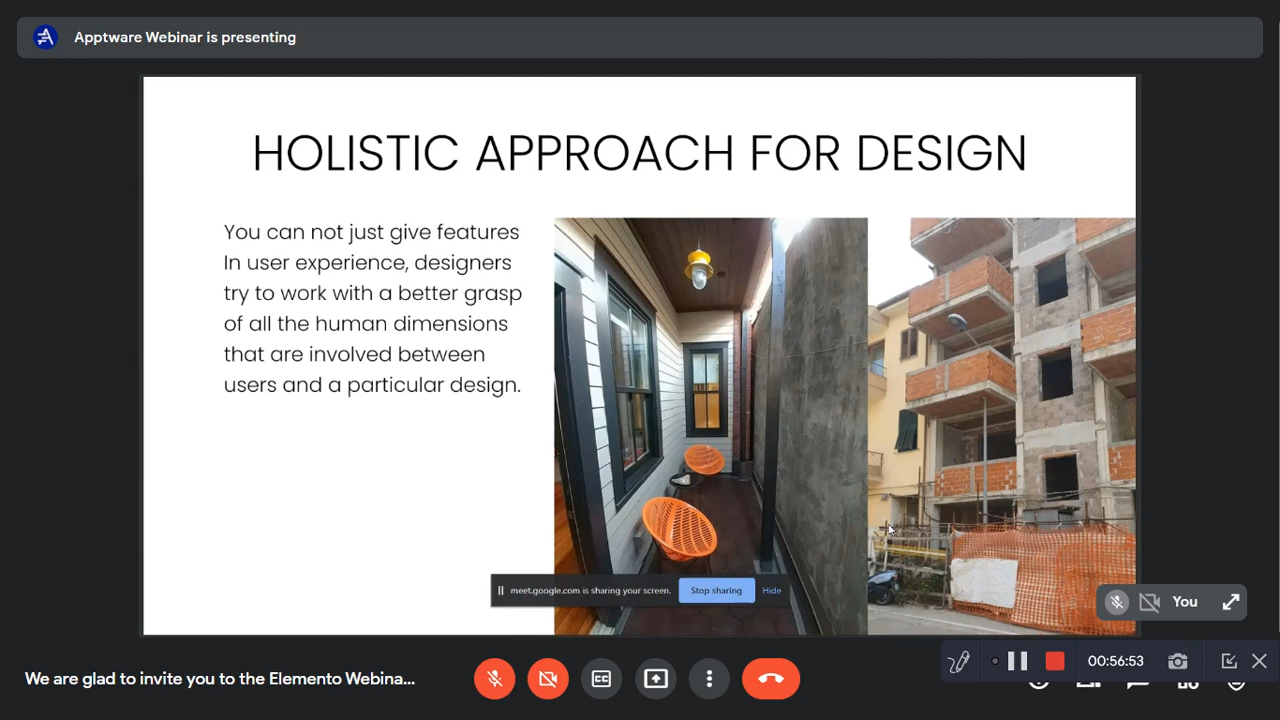 Apptware Webinar is presenting
HOLISTIC APPROACH FOR DESIGN
You can not just give features
In user experience, designers
try to work with a better grasp
of all the human dimensions
that are involved between
users and a particular design.
meet.google.com is sharing your screen.
Stop sharing
Hide
You
00:56:53
We are glad to invite you to the Elemento Webina...
CC